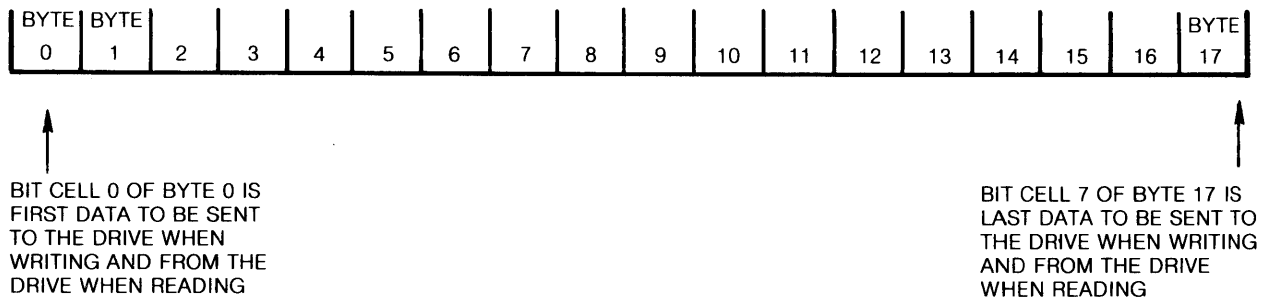 BYTE BYTE BYTE
0 1 2 3 4 5 6 7 8 9 10 11 12 13 14 15 16 17
BIT CELL 0 OF BYTE 0 IS
FIRST DATA TO BE SENT
TO THE DRIVE WHEN
WRITING AND FROM THE
DRIVE WHEN READING
BIT CELL 7 OF BYTE 17 IS
LAST DATA TO BE SENT TO
THE DRIVE WHEN WRITING
AND FROM THE DRIVE
WHEN READING